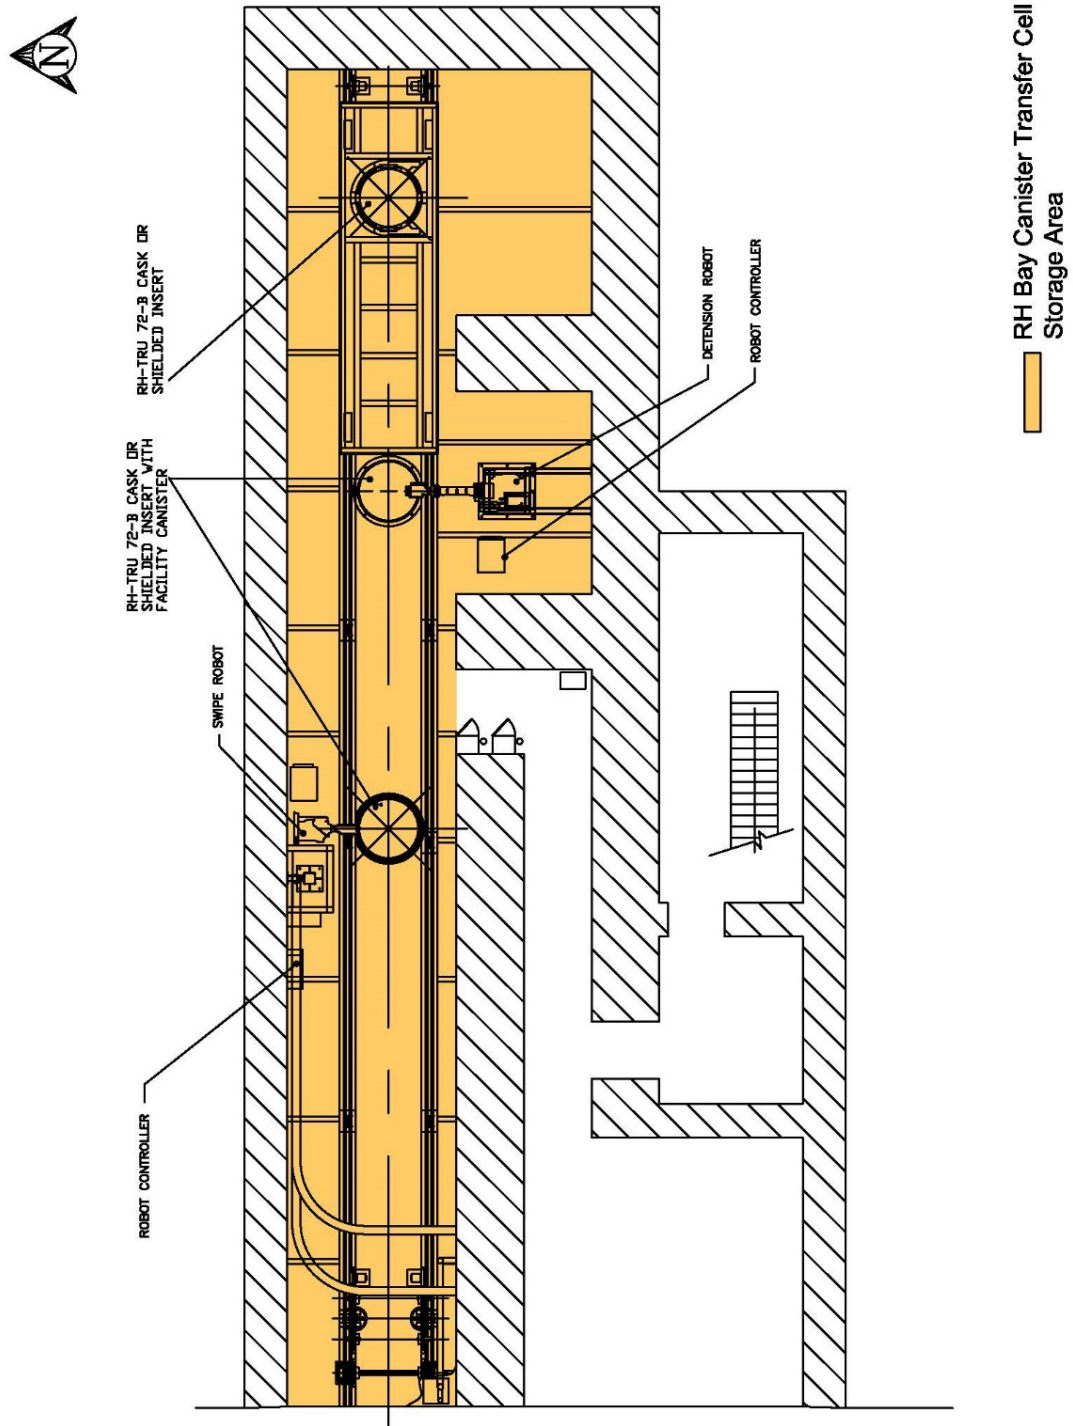 N
RH-TRU 72-B CASK OR
SHIELDED INSERT
RH-TRU 72-B CASK OR
SHIELDED INSERT WITH
FACILITY CANISTER
SWIPE ROBOT
ROBOT CONTROLLER
DETENSION ROBOT
ROBOT CONTROLLER
RH Bay Canister Transfer Cell
Storage Area